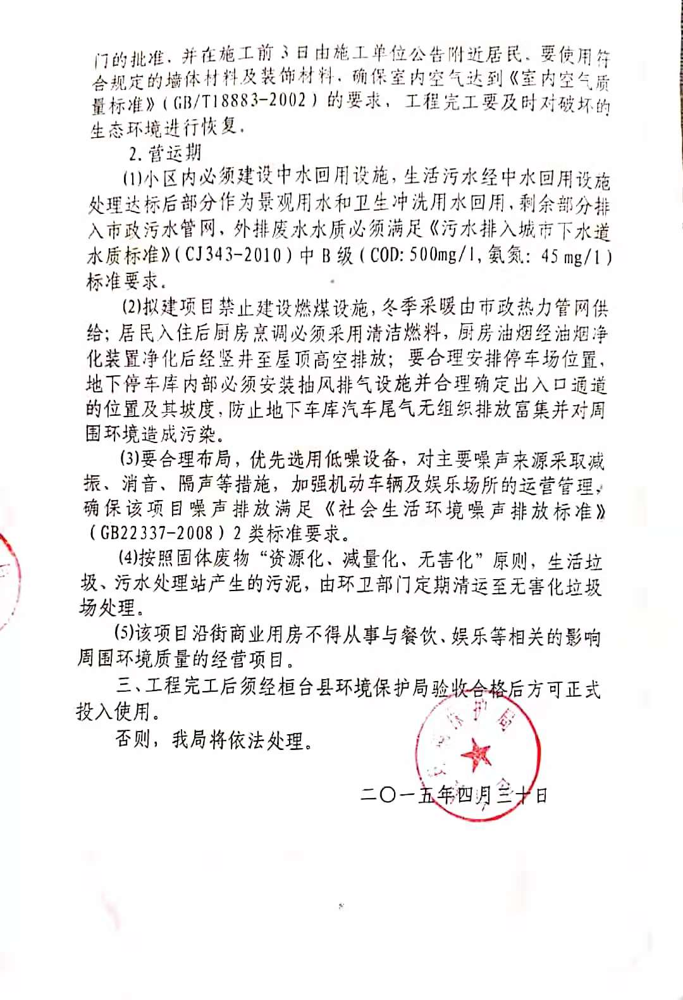 门的批准，并在施工前3日由施工单位公告附近居民。要使用符
合规定的墙体材料及装饰材料，确保室内空气达到《室内空气质
量标准》（GB/T18883-2002）的要求，工程完工要及时对破坏的
生态环境进行恢复。
2.营运期
(1)小区内必须建设中水回用设施，生活污水经中水回用设施
处理达标后部分作为景观用水和卫生冲洗用水回用，剩余部分排
入市政污水管网，外排废水水质必须满足《污水排入城市下水道
水质标准》（CJ343-2010）中B级（COD：500mg/l，氨氮：45mg/l）
标准要求。
(2)拟建项目禁止建设燃煤设施，冬季采暖由市政热力管网供
给；居民入住后厨房烹调必须采用清洁燃料，厨房油烟经油烟净
化装置净化后经竖井至屋顶高空排放；要合理安排停车场位置，
地下停车库内部必须安装抽风排气设施并合理确定出入口通道
的位置及其坡度，防止地下车库汽车尾气无组织排放富集并对周
围环境造成污染。
(3)要合理布局，优先选用低噪设备，对主要噪声来源采取减
振、消音、隔声等措施，加强机动车辆及娱乐场所的运营管理，
确保该项目噪声排放满足《社会生活环境噪声排放标准》
（GB22337-2008）2类标准要求。
(4)按照固体废物“资源化、减量化、无害化”原则，生活垃
圾、污水处理站产生的污泥，由环卫部门定期清运至无害化垃圾
场处理。
(5)该项目沿街商业用房不得从事与餐饮、娱乐等相关的影响
周围环境质量的经营项目。
三、工程完工后须经桓台县环境保护局验收合格后方可正式
投入使用。
否则，我局将依法处理。
保护局
二〇一五年四月三十日